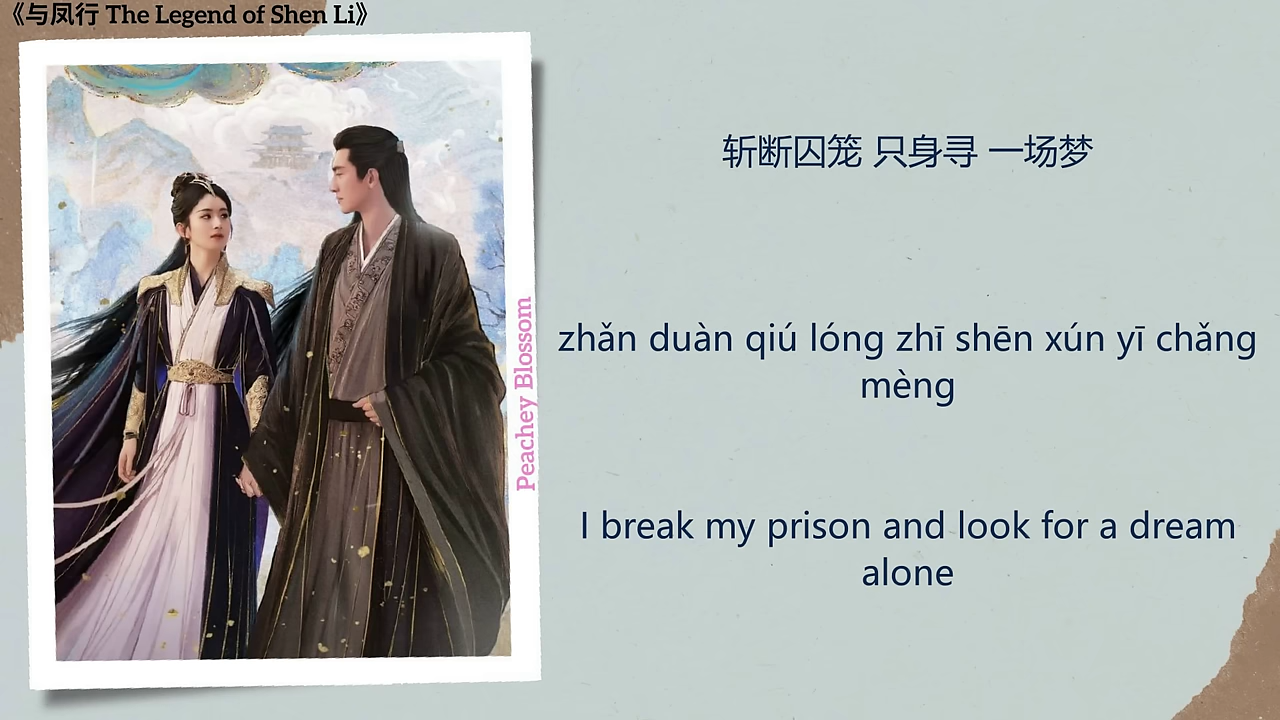 《与凤行 The Legend of Shen Li》
斩断囚笼 只身寻 一场梦
zhǎn duàn qiú lóng zhī shēn xún yī chǎng
mèng
I break my prison and look for a dream
alone
Peachey Blossom